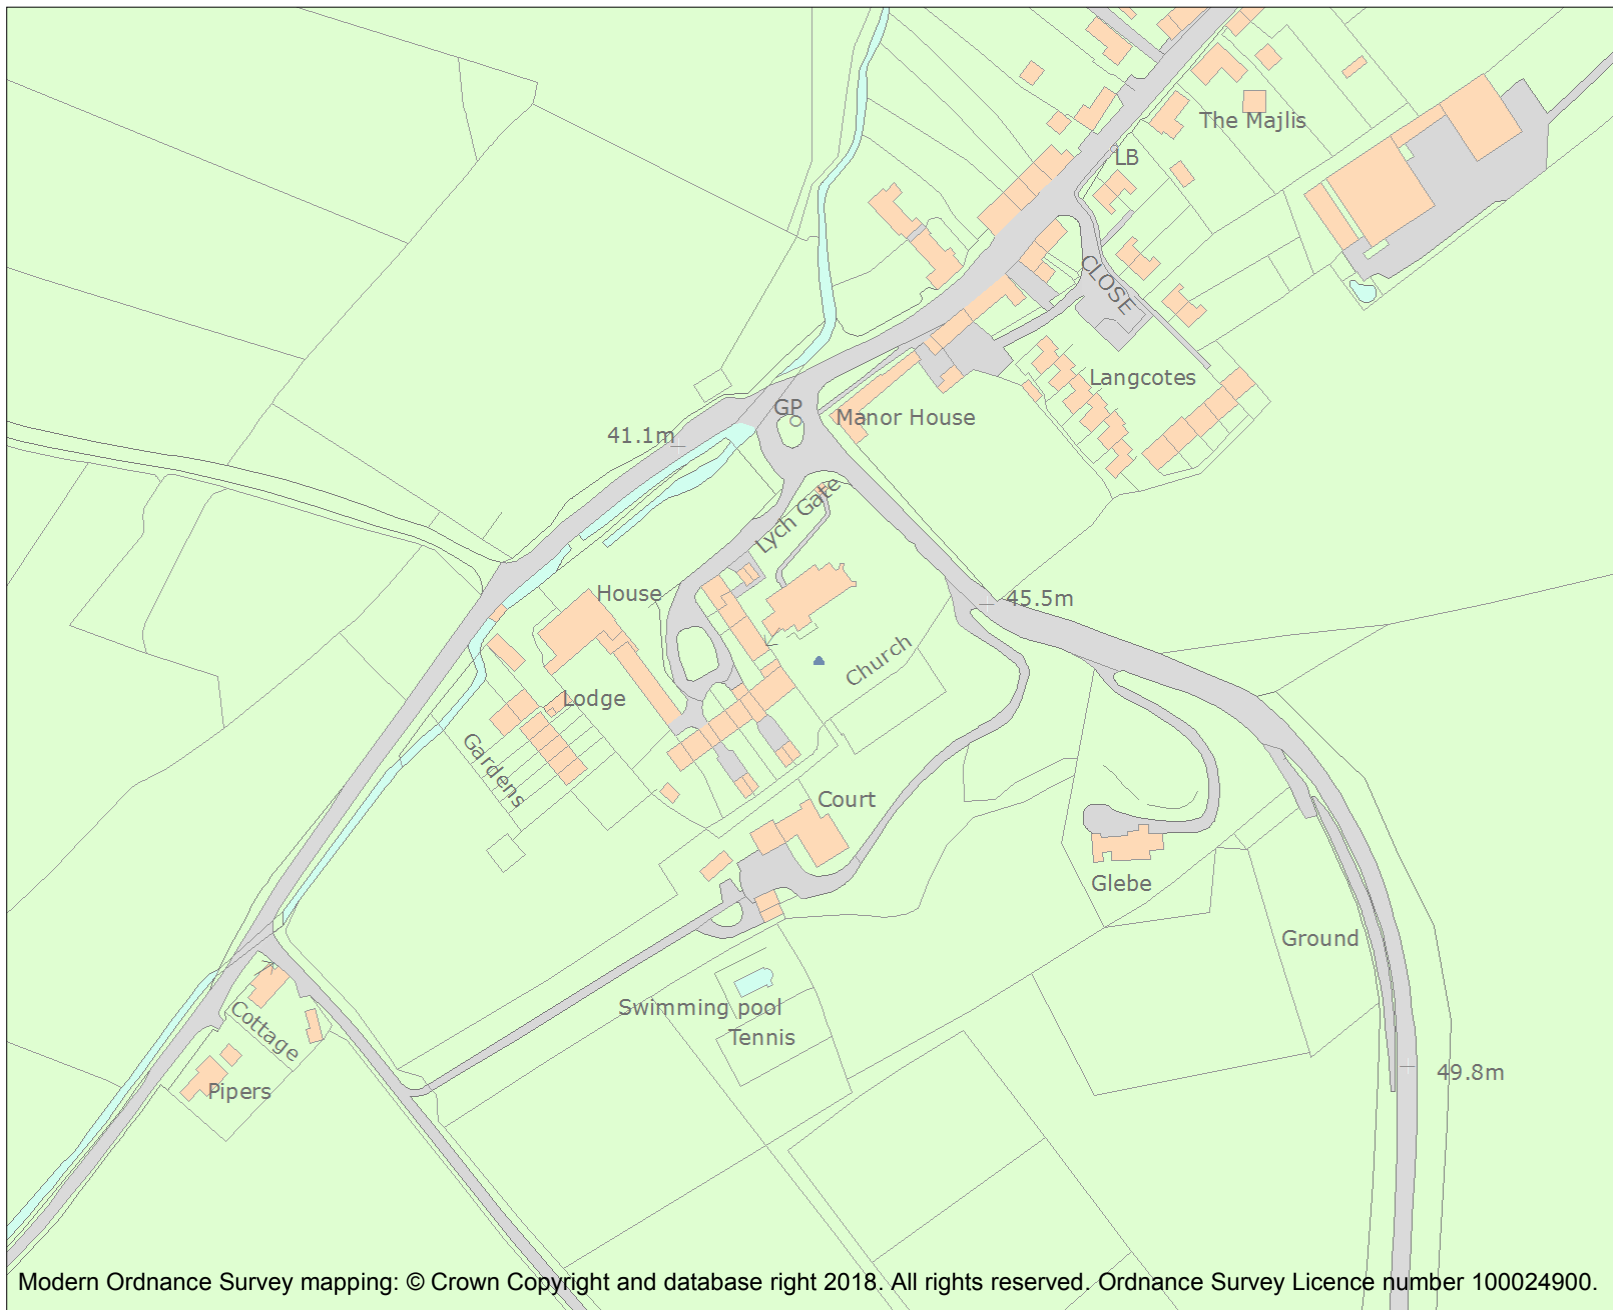 The Majlis
LB
CLOSE
Langcotes
GP
Manor House
41.1m
Lych Gate
House
45.5m
Church
Lodge
Gardens
Court
Glebe
Ground
Swimming pool
Tennis
Cottage
Pipers
49.8m
Modern Ordnance Survey mapping: © Crown Copyright and database right 2018. All rights reserved. Ordnance Survey Licence number 100024900.